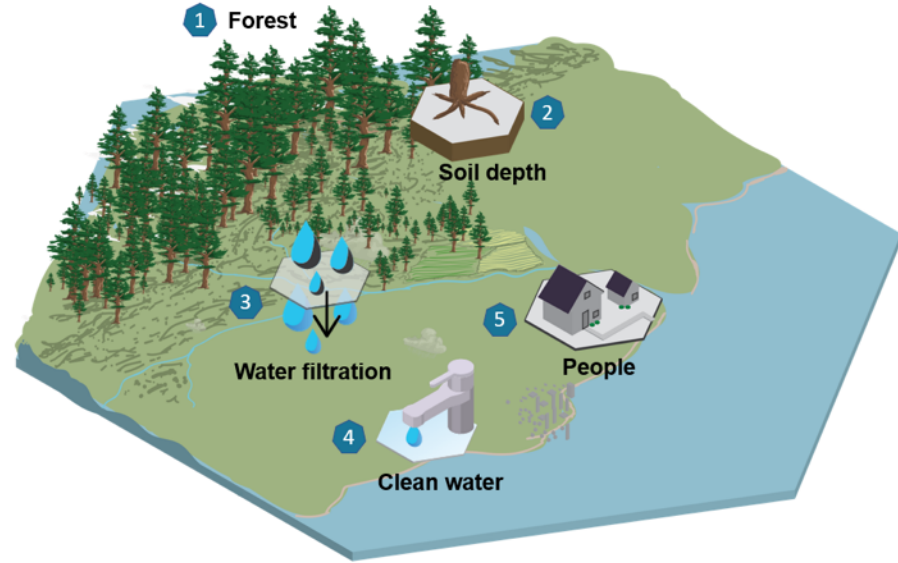 1 Forest
2
Soil depth
3
Water filtration
5
People
4
Clean water